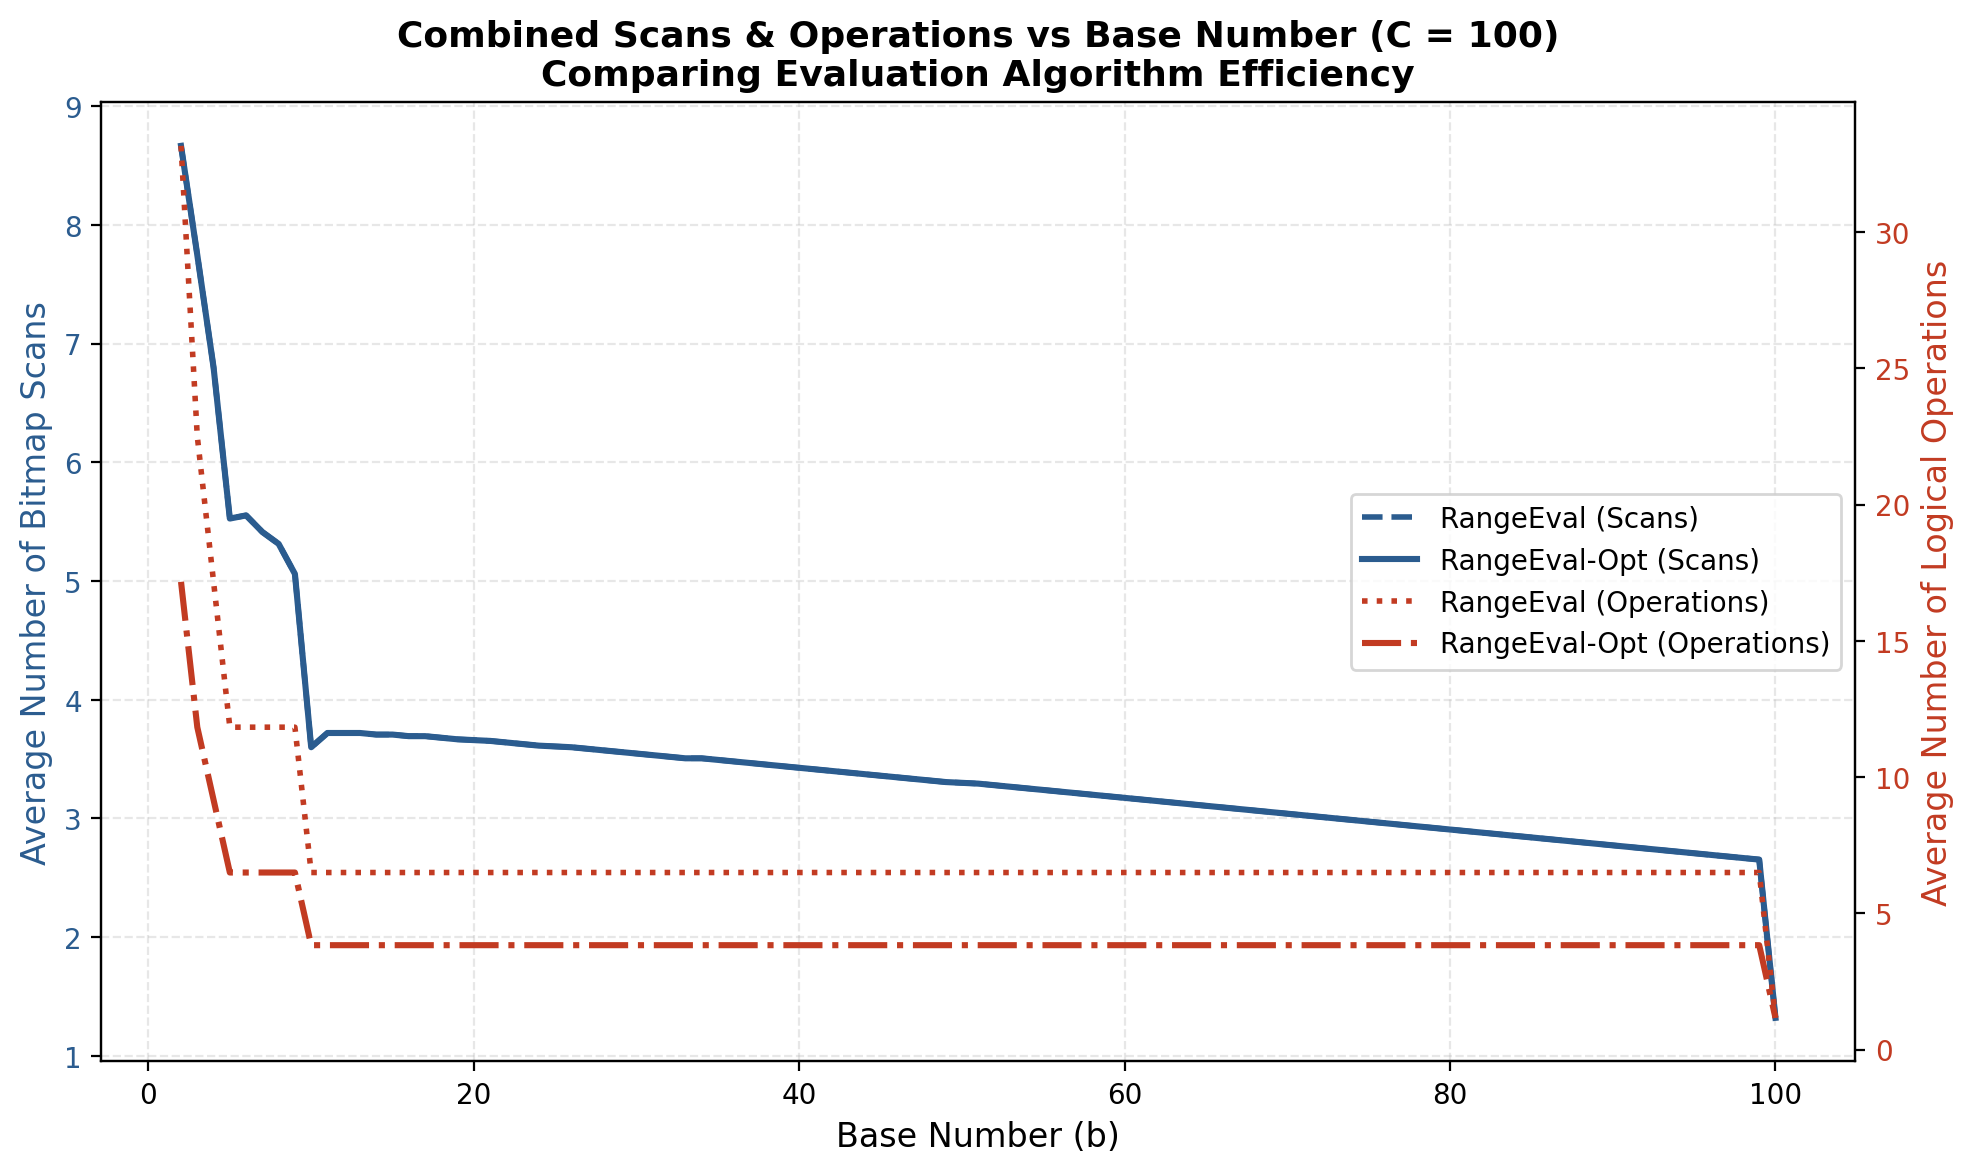 Combined Scans & Operations vs Base Number (C = 100)
Comparing Evaluation Algorithm Efficiency
Average Number of Bitmap Scans
9
8
7
6
5
4
3
2
1
0
20
40
60
80
100
Base Number (b)
30
25
20
15
10
5
0
Average Number of Logical Operations
RangeEval (Scans)
RangeEval-Opt (Scans)
RangeEval (Operations)
RangeEval-Opt (Operations)